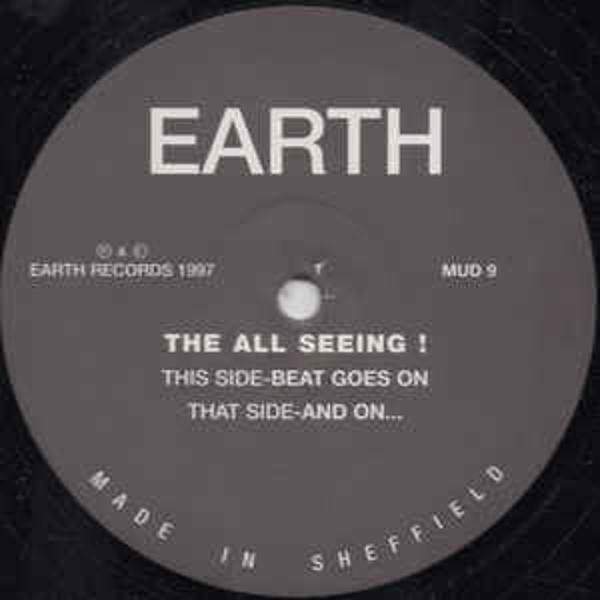 EARTH
Ⓟ & Ⓒ
EARTH RECORDS 1997
MUD 9
THE ALL SEEING !
THIS SIDE-BEAT GOES ON
THAT SIDE-AND ON...
MADE IN SHEFFIELD